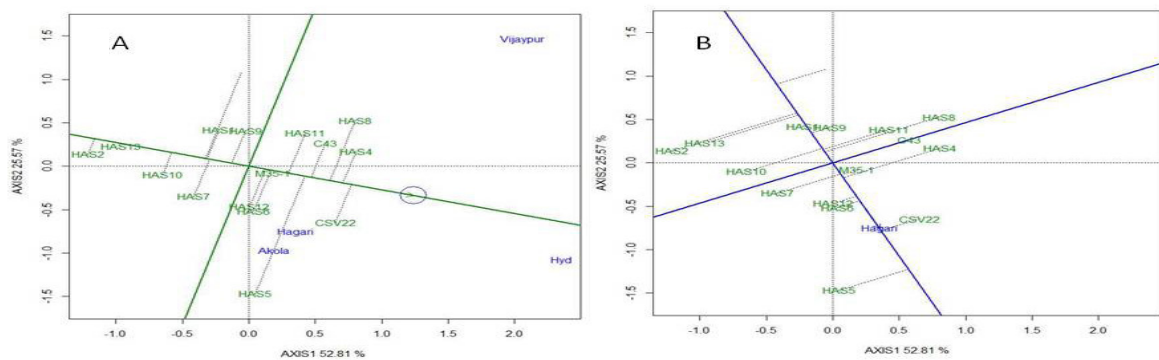 A
Vijaypur
HAS8
HAS9
HAS11
C43
HAS4
HAS13
HAS2
HAS10
M35-1
HAS7
HAS12
HAS6
CSV22
Hagari
Akola
Hyd
HAS5
1.5
1.0
0.5
0.0
-0.5
-1.0
-1.5
AXIS2 25.57 %
-1.0
-0.5
0.0
0.5
1.0
1.5
2.0
AXIS1 52.81 %
B
HAS8
HAS9
HAS11
C43
HAS4
HAS13
HAS2
HAS10
M35-1
HAS7
HAS12
HAS6
CSV22
Hagari
HAS5
1.5
1.0
0.5
0.0
-0.5
-1.0
-1.5
AXIS2 25.57 %
-1.0
-0.5
0.0
0.5
1.0
1.5
2.0
AXIS1 52.81 %